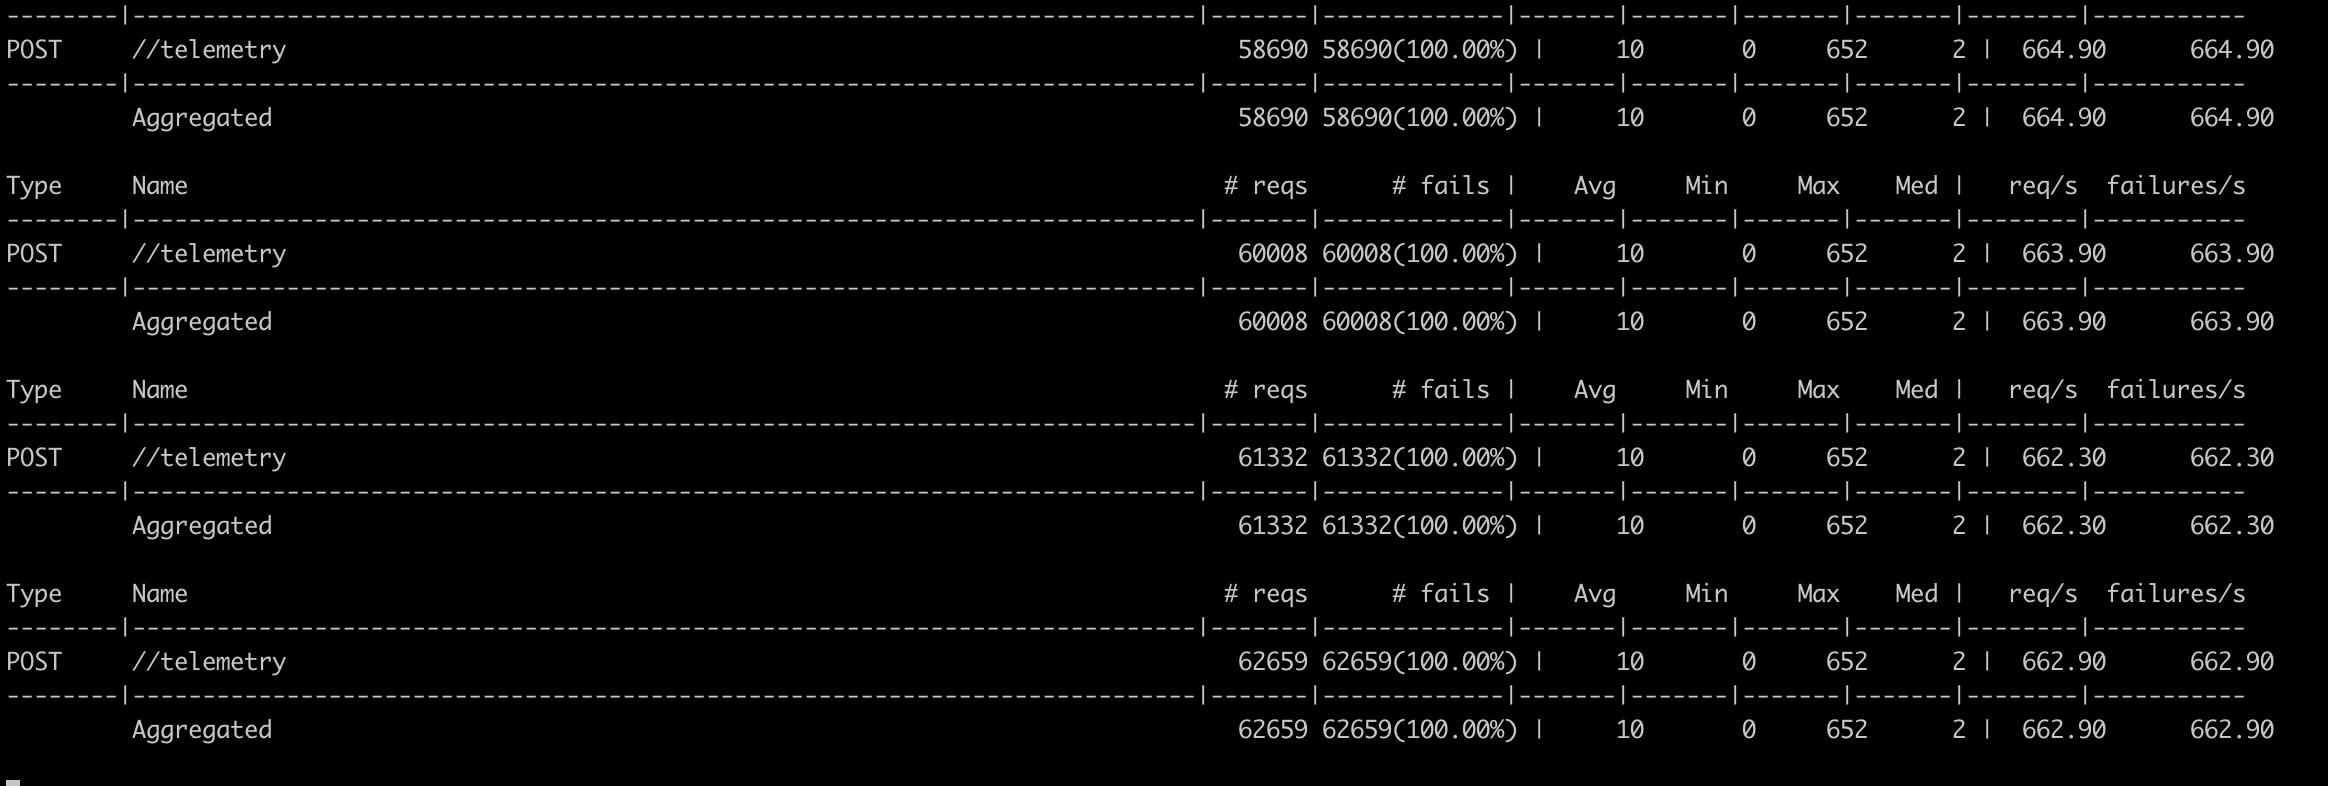 --------|----------------------------------------------------------------------------|-------|-------------|-------|-------|-------|-------|--------|-----------
POST     //telemetry                                                                    58690 58690(100.00%) |     10       0     652      2 |  664.90      664.90
--------|----------------------------------------------------------------------------|-------|-------------|-------|-------|-------|-------|--------|-----------
         Aggregated                                                                     58690 58690(100.00%) |     10       0     652      2 |  664.90      664.90
Type     Name                                                                          # reqs      # fails |    Avg     Min     Max    Med |   req/s  failures/s
--------|----------------------------------------------------------------------------|-------|-------------|-------|-------|-------|-------|--------|-----------
POST     //telemetry                                                                    60008 60008(100.00%) |     10       0     652      2 |  663.90      663.90
--------|----------------------------------------------------------------------------|-------|-------------|-------|-------|-------|-------|--------|-----------
         Aggregated                                                                     60008 60008(100.00%) |     10       0     652      2 |  663.90      663.90
Type     Name                                                                          # reqs      # fails |    Avg     Min     Max    Med |   req/s  failures/s
--------|----------------------------------------------------------------------------|-------|-------------|-------|-------|-------|-------|--------|-----------
POST     //telemetry                                                                    61332 61332(100.00%) |     10       0     652      2 |  662.30      662.30
--------|----------------------------------------------------------------------------|-------|-------------|-------|-------|-------|-------|--------|-----------
         Aggregated                                                                     61332 61332(100.00%) |     10       0     652      2 |  662.30      662.30
Type     Name                                                                          # reqs      # fails |    Avg     Min     Max    Med |   req/s  failures/s
--------|----------------------------------------------------------------------------|-------|-------------|-------|-------|-------|-------|--------|-----------
POST     //telemetry                                                                    62659 62659(100.00%) |     10       0     652      2 |  662.90      662.90
--------|----------------------------------------------------------------------------|-------|-------------|-------|-------|-------|-------|--------|-----------
         Aggregated                                                                     62659 62659(100.00%) |     10       0     652      2 |  662.90      662.90